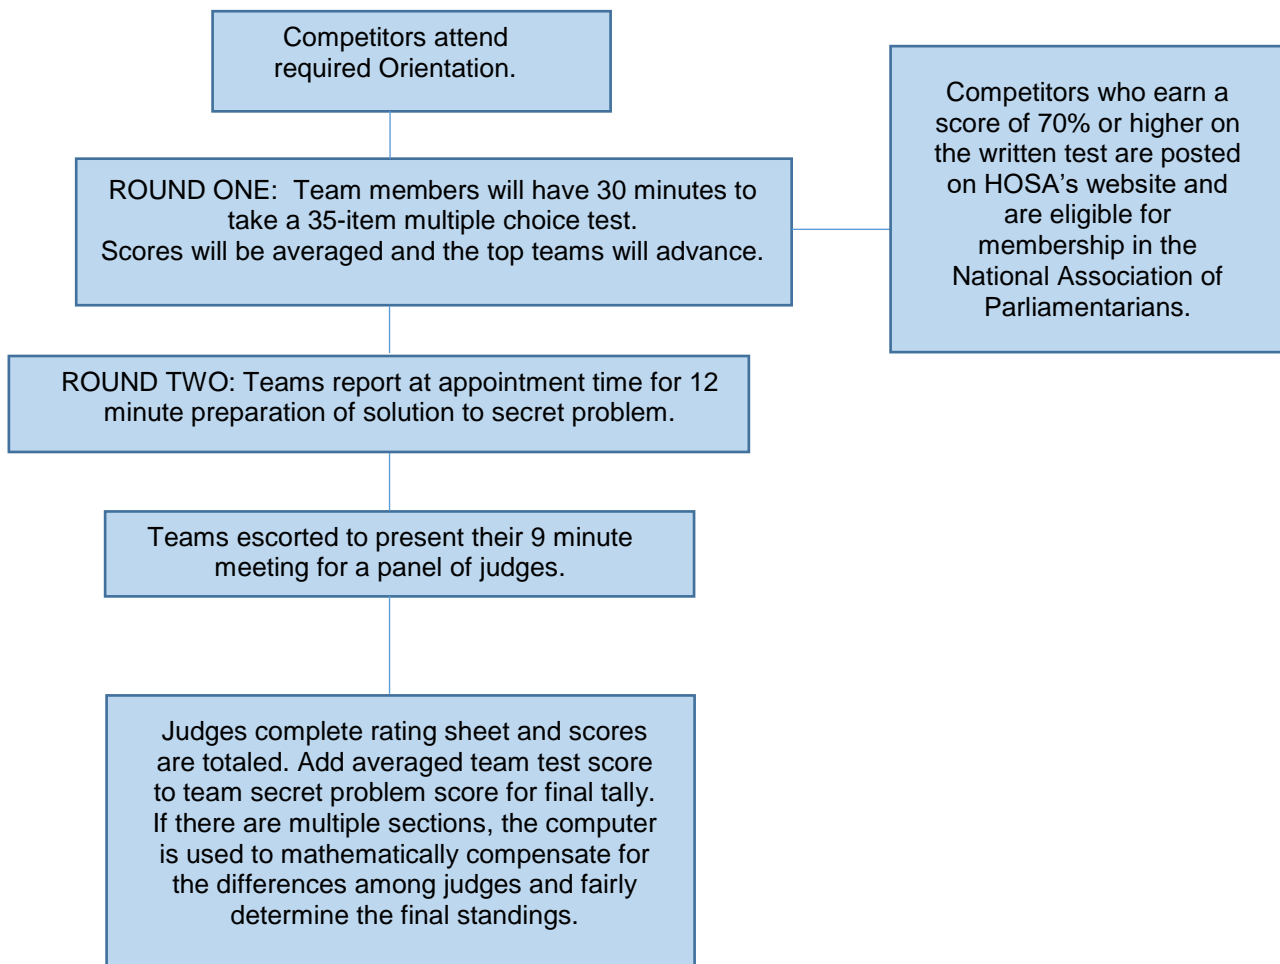 Competitors attend
required Orientation.
ROUND ONE:  Team members will have 30 minutes to
take a 35-item multiple choice test.
Scores will be averaged and the top teams will advance.
Competitors who earn a
score of 70% or higher on
the written test are posted
on HOSA’s website and
are eligible for
membership in the
National Association of
Parliamentarians.
ROUND TWO: Teams report at appointment time for 12
minute preparation of solution to secret problem.
Teams escorted to present their 9 minute
meeting for a panel of judges.
Judges complete rating sheet and scores
are totaled. Add averaged team test score
to team secret problem score for final tally.
If there are multiple sections, the computer
is used to mathematically compensate for
the differences among judges and fairly
determine the final standings.